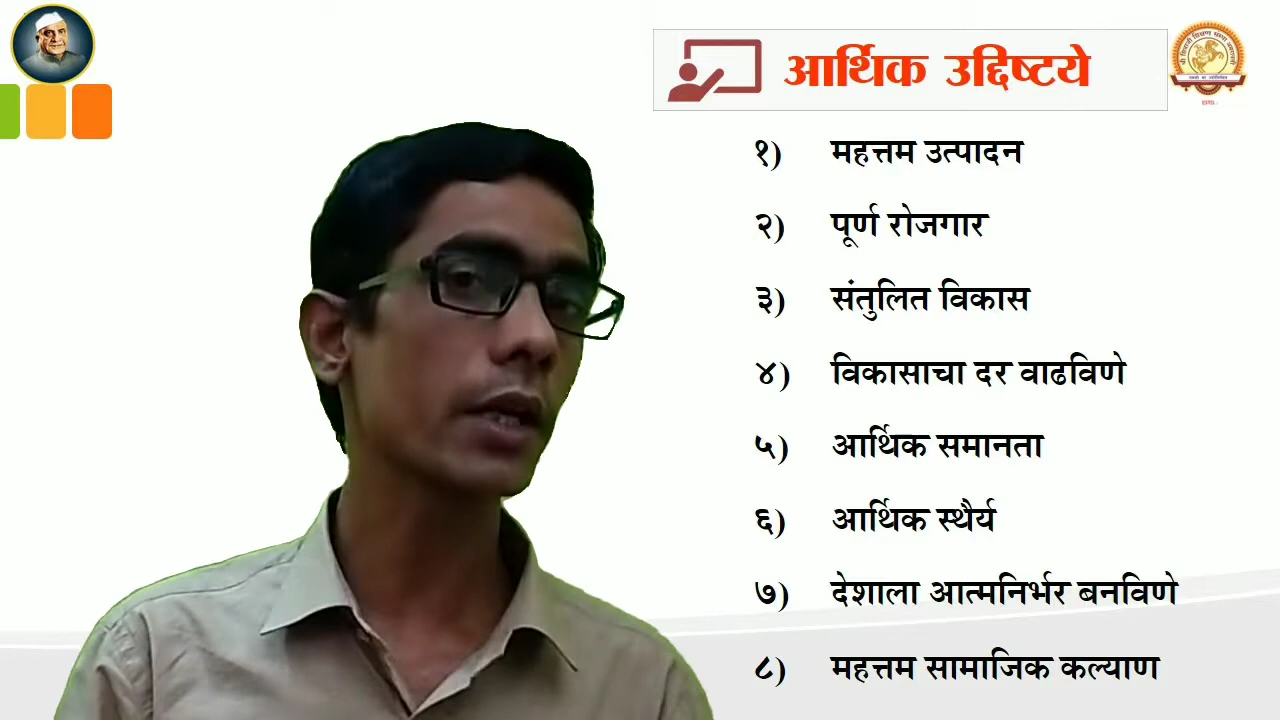 आर्थिक उद्दिष्टये
१) महत्तम उत्पादन
२) पूर्ण रोजगार
३) संतुलित विकास
४) विकासाचा दर वाढविणे
५) आर्थिक समानता
६) आर्थिक स्थैर्य
७) देशाला आत्मनिर्भर बनविणे
८) महत्तम सामाजिक कल्याण